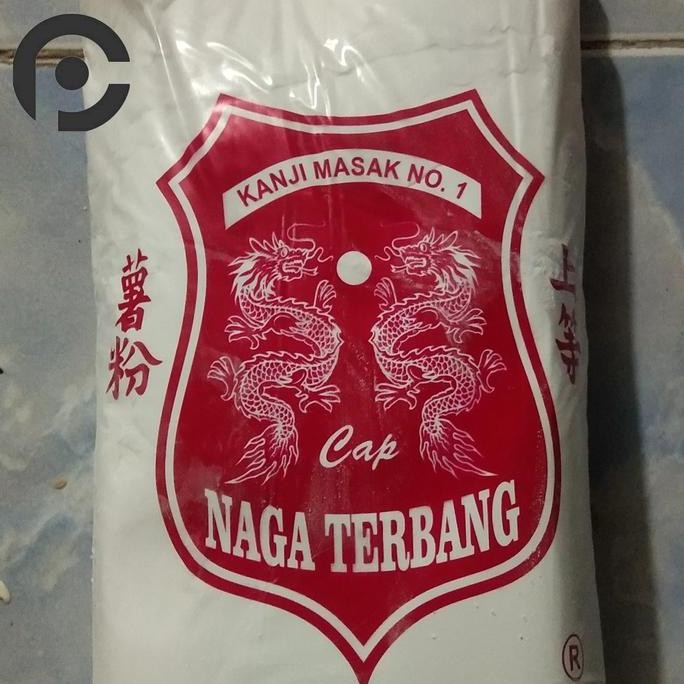 KANJI MASAK NO. 1
薯粉
上等
Cap
NAGA TERBANG
®